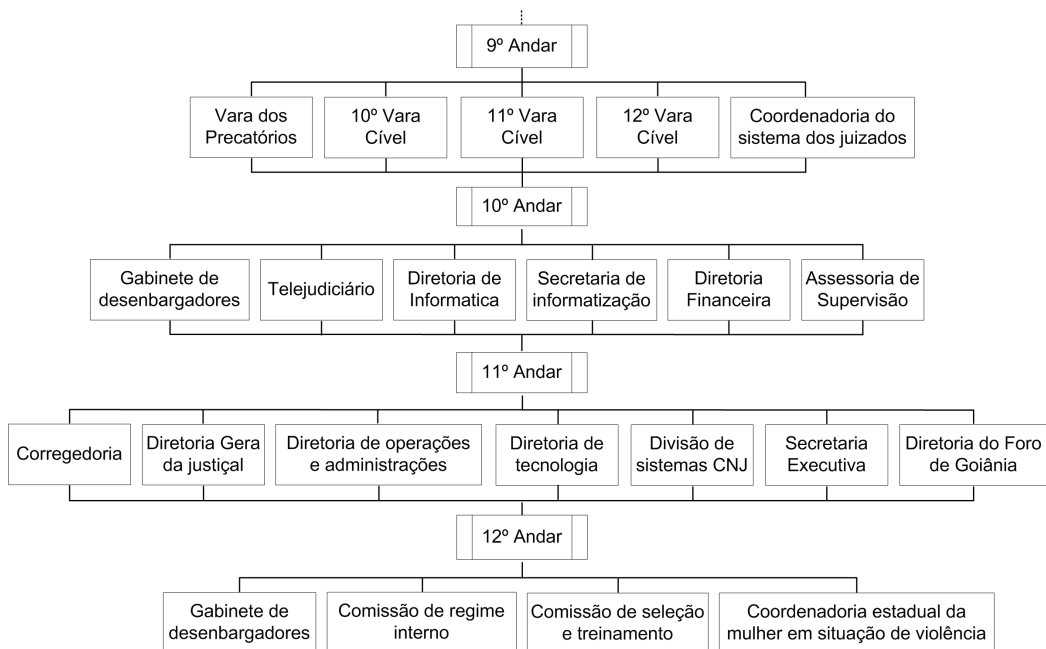 9º Andar
Vara dos
Precatórios
10º Vara
Cível
11º Vara
Cível
12º Vara
Cível
Coordenadoria do
sistema dos juizados
10º Andar
Gabinete de
desenbargadores
Telejudiciário
Diretoria de
Informatica
Secretaria de
informatização
Diretoria
Financeira
Assessoria de
Supervisão
11º Andar
Corregedoria
Diretoria Gera
da justiçal
Diretoria de operações
e administrações
Diretoria de
tecnologia
Divisão de
sistemas CNJ
Secretaria
Executiva
Diretoria do Foro
de Goiânia
12º Andar
Gabinete de
desenbargadores
Comissão de regime
interno
Comissão de seleção
e treinamento
Coordenadoria estadual da
mulher em situação de violência